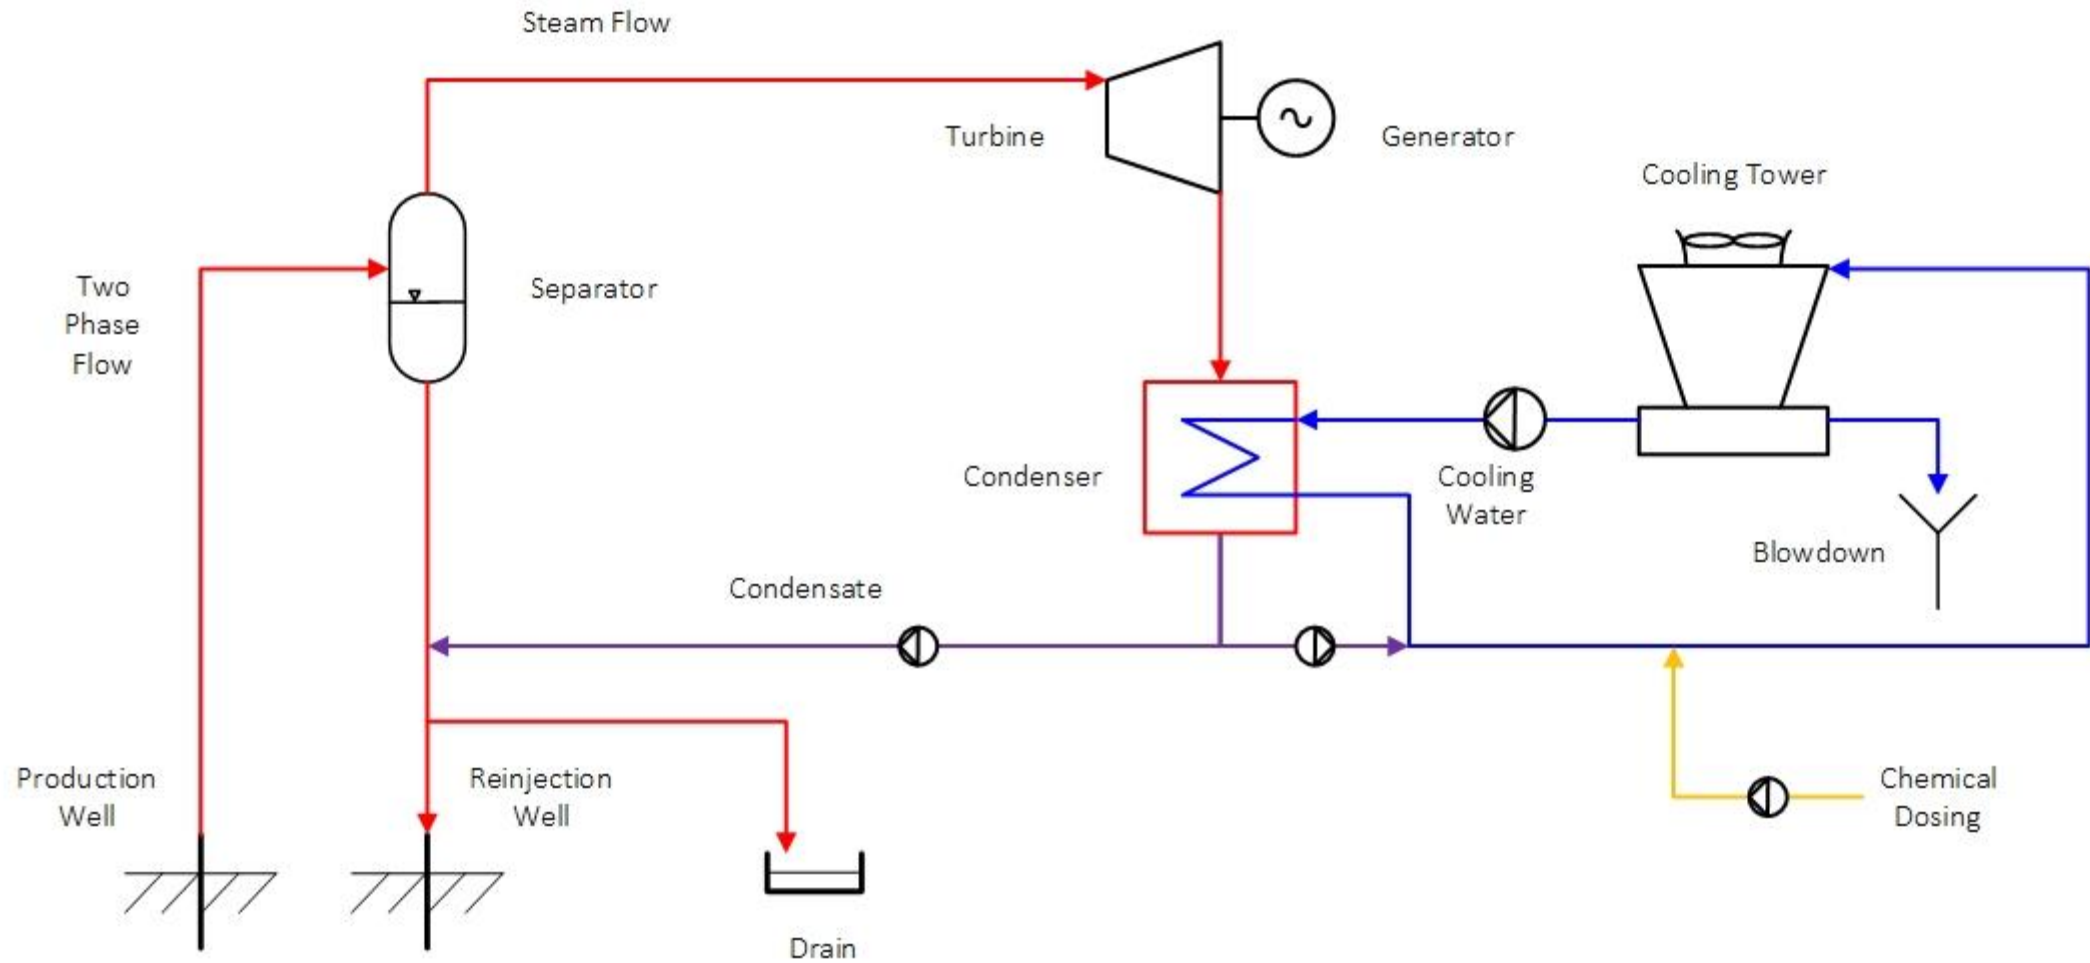 Steam Flow
Turbine
Generator
Cooling Tower
Two
Phase
Flow
Separator
Condenser
Cooling
Water
Blowdown
Condensate
Production
Well
Reinjection
Well
Chemical
Dosing
Drain